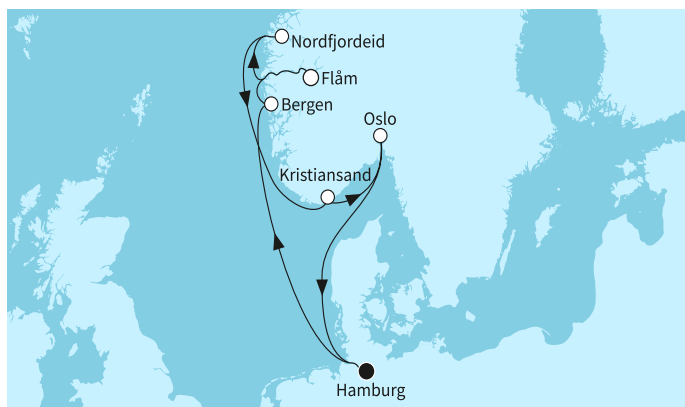 Nordfjordeid
Flåm
Bergen
Oslo
Kristiansand
Hamburg